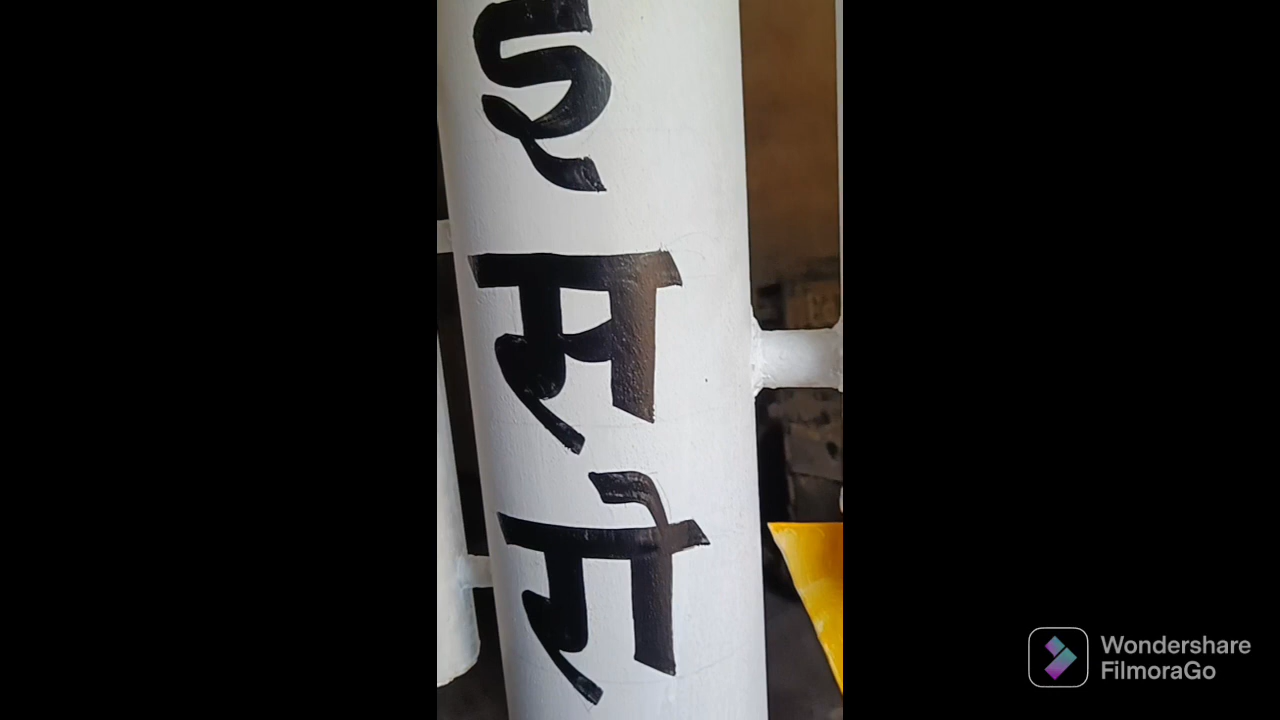 इ
स
रो
Wondershare
FilmoraGo